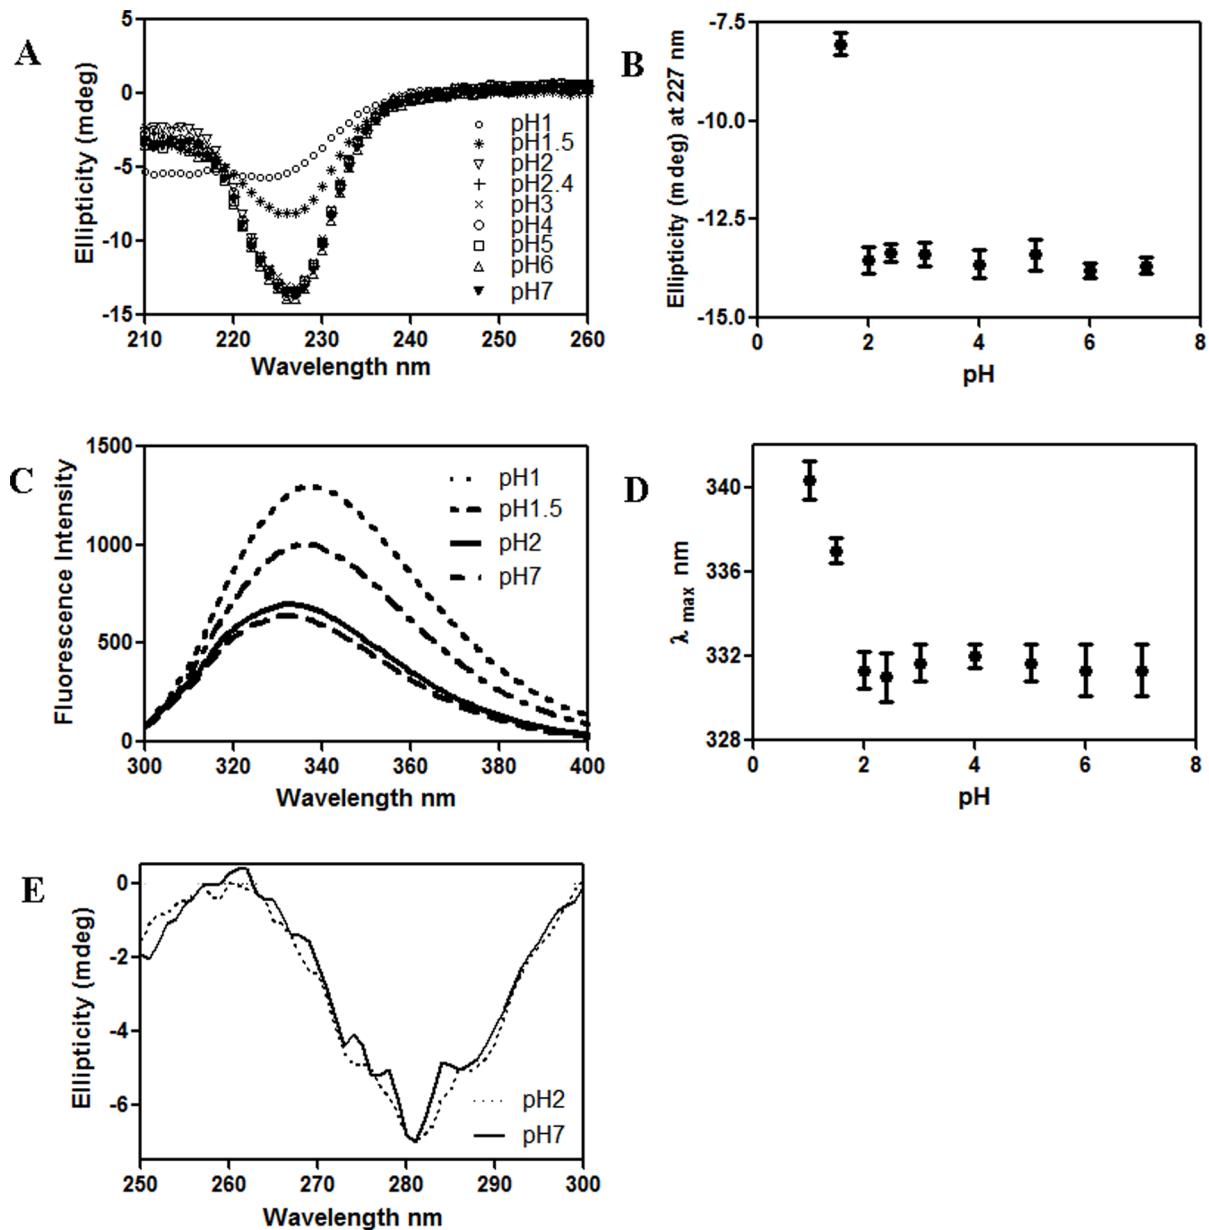 A
Ellipticity (mdeg)
5
0
-5
-10
-15
210 220 230 240 250 260
Wavelength nm
pH1
pH1.5
pH2
pH2.4
pH3
pH4
pH5
pH6
pH7
B
Ellipticity (mdeg) at 227 nm
-7.5
-10.0
-12.5
-15.0
0 2 4 6 8
pH
C
Fluorescence Intensity
1500
1000
500
0
300 320 340 360 380 400
Wavelength nm
pH1
pH1.5
pH2
pH7
D
λ max nm
340
336
332
328
0 2 4 6 8
pH
E
Ellipticity (mdeg)
0
-2
-4
-6
250 260 270 280 290 300
Wavelength nm
pH2
pH7